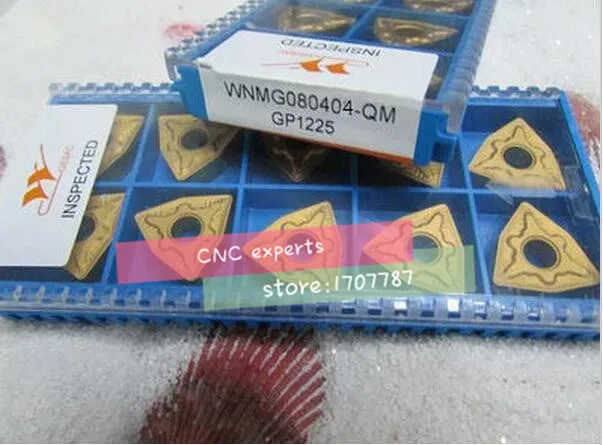 INSPECTED
WNMG080404-QM
GP1225
INSPECTED
CNC experts
store:1707787